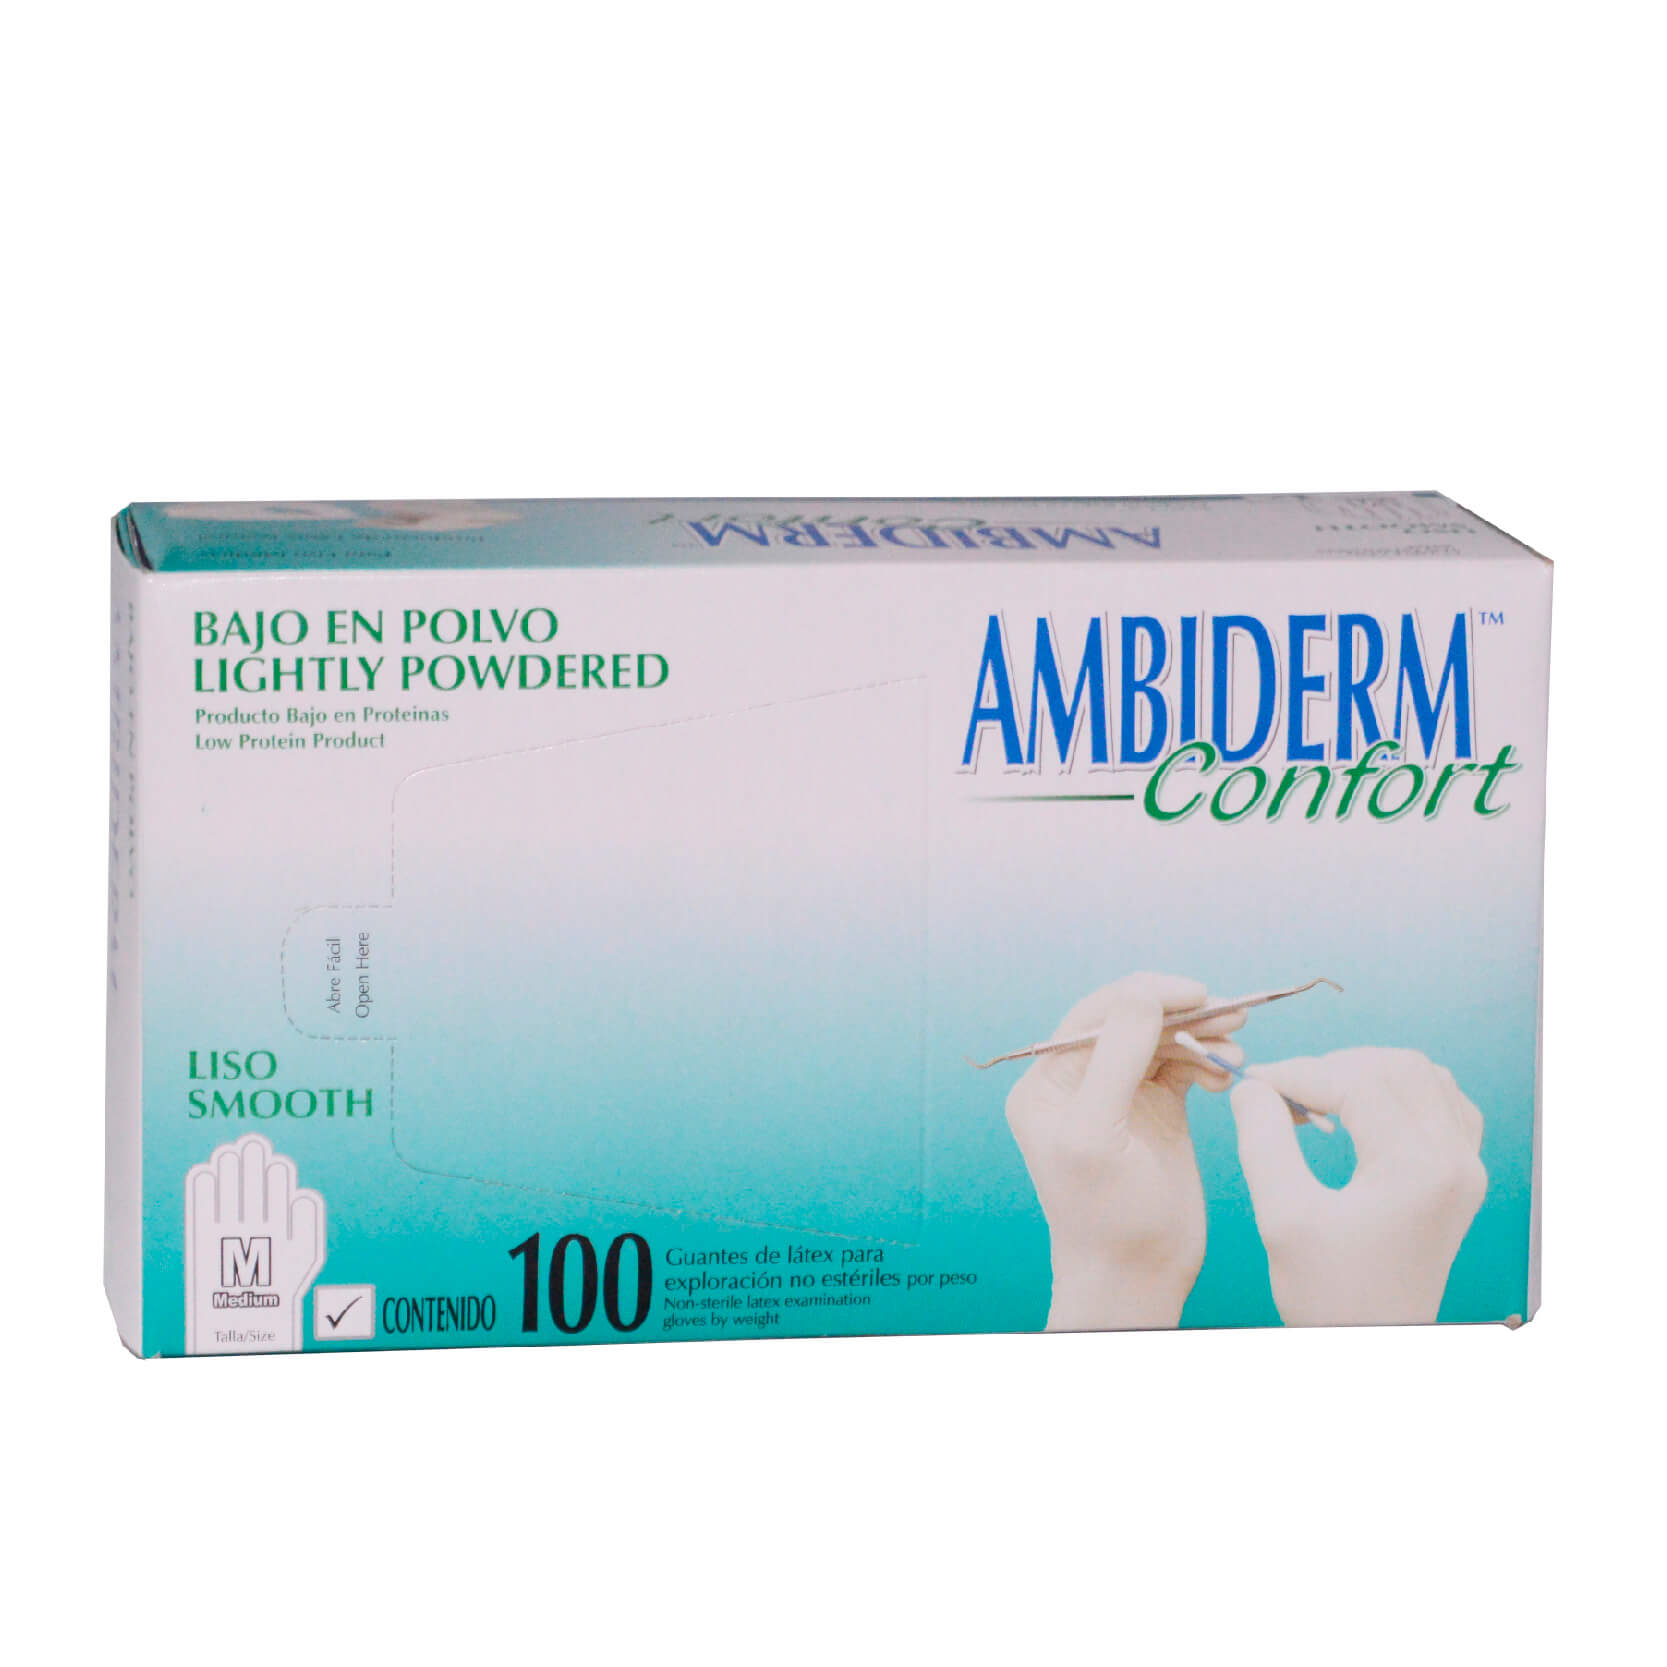 AMBIDERM
Confort
BAJO EN POLVO
LIGHTLY POWDERED
Producto Bajo en Proteinas
Low Protein Product
AMBIDERM™
Confort
Abre Fácil
Open Here
LISO
SMOOTH
M
Medium
Talla/Size
CONTENIDO 100
Guantes de látex para
exploración no estériles por peso
Non-sterile latex examination
gloves by weight